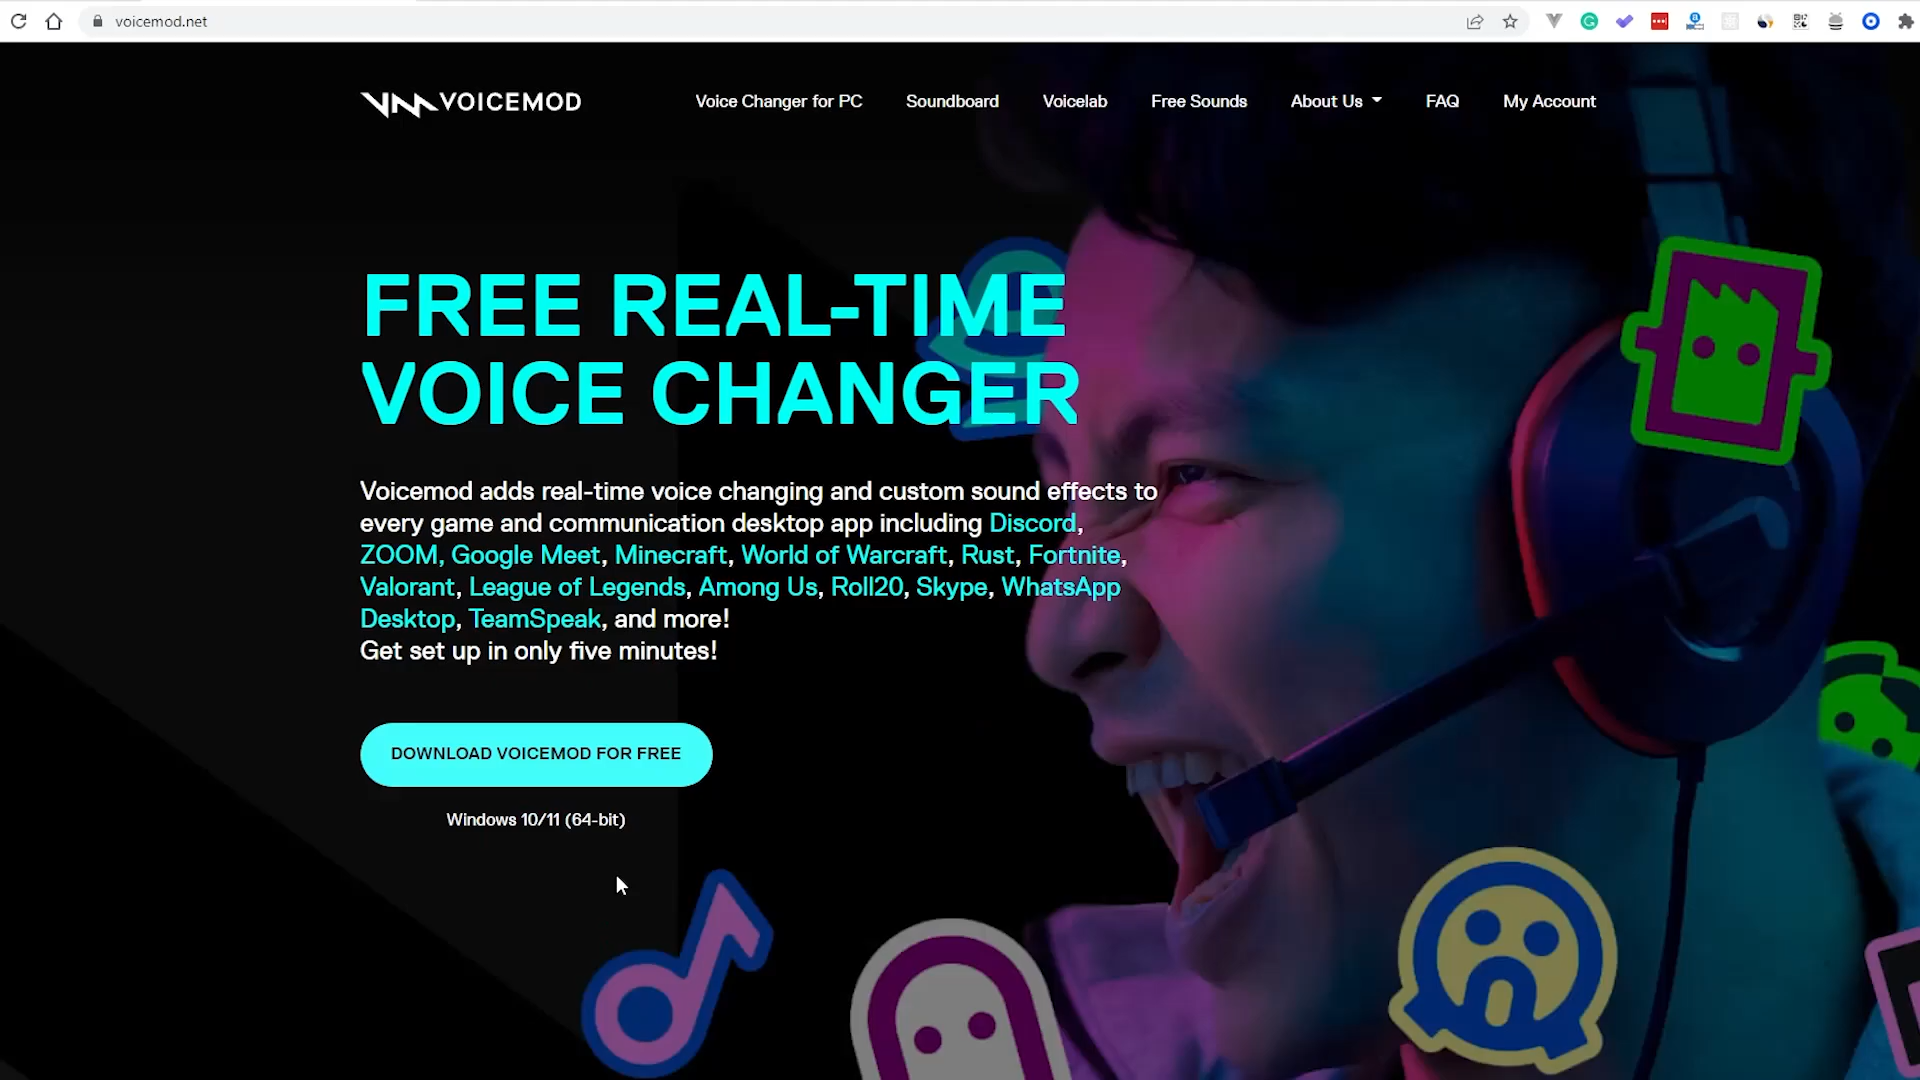 voicemod.net
VOICEMOD
Voice Changer for PC
Soundboard
Voicelab
Free Sounds
About Us
FAQ
My Account
FREE REAL-TIME
VOICE CHANGER
Voicemod adds real-time voice changing and custom sound effects to
every game and communication desktop app including Discord,
ZOOM, Google Meet, Minecraft, World of Warcraft, Rust, Fortnite,
Valorant, League of Legends, Among Us, Roll20, Skype, WhatsApp
Desktop, TeamSpeak, and more!
Get set up in only five minutes!
DOWNLOAD VOICEMOD FOR FREE
Windows 10/11 (64-bit)